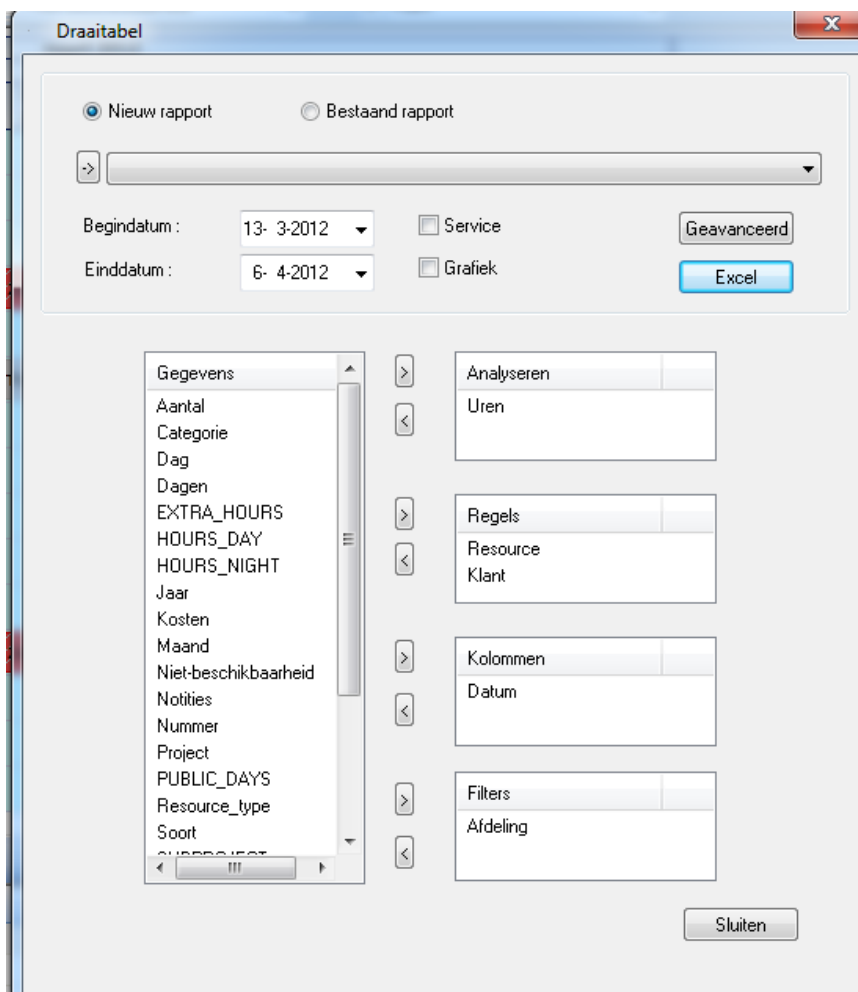 Draaitabel
Nieuw rapport
Bestaand rapport
->
Begindatum :
13- 3-2012
Service
Geavanceerd
Einddatum :
6- 4-2012
Grafiek
Excel
Gegevens
Aantal
Categorie
Dag
Dagen
EXTRA_HOURS
HOURS_DAY
HOURS_NIGHT
Jaar
Kosten
Maand
Niet-beschikbaarheid
Notities
Nummer
Project
PUBLIC_DAYS
Resource_type
Soort
>
<
Analyseren
Uren
>
<
Regels
Resource
Klant
>
<
Kolommen
Datum
>
<
Filters
Afdeling
Sluiten